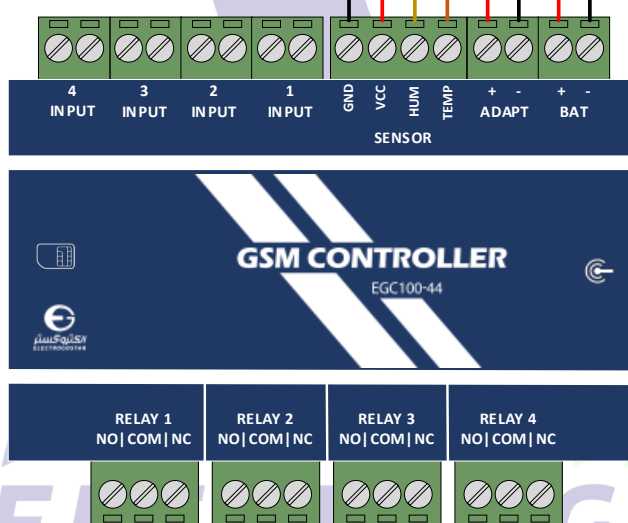 4 3 2 1 GND VCC HUM TEMP + - + -
INPUT INPUT INPUT INPUT ADAPT BAT
SENSOR
GSM CONTROLLER
EGC100-44
الکتروگستر
ELECTROGOSTAR
RELAY 1 RELAY 2 RELAY 3 RELAY 4
NO|COM|NC NO|COM|NC NO|COM|NC NO|COM|NC